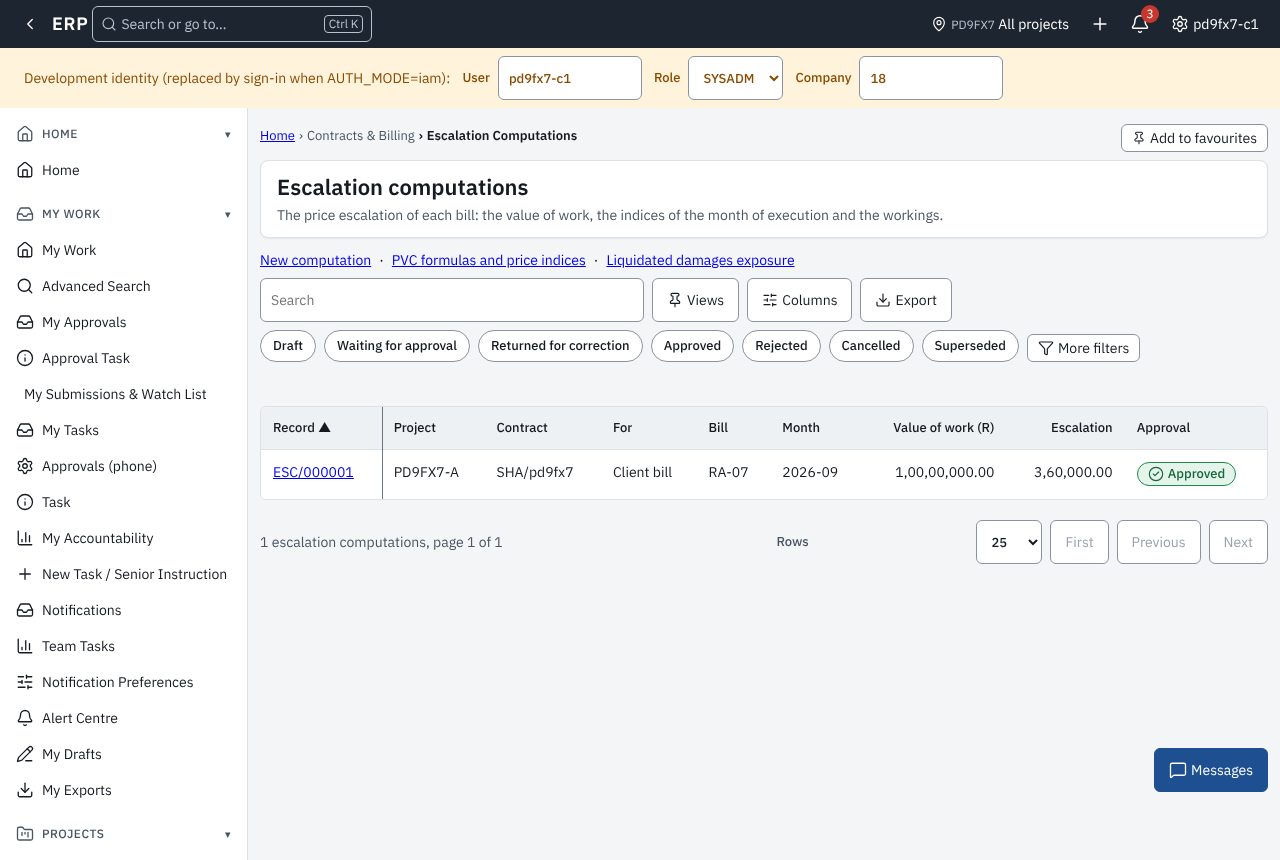 ERP
Search or go to...
Ctrl K
PD9FX7 All projects
3
pd9fx7-c1
Development identity (replaced by sign-in when AUTH_MODE=iam): User pd9fx7-c1 Role SYSADM Company 18
HOME
Home
MY WORK
My Work
Advanced Search
My Approvals
Approval Task
My Submissions & Watch List
My Tasks
Approvals (phone)
Task
My Accountability
New Task / Senior Instruction
Notifications
Team Tasks
Notification Preferences
Alert Centre
My Drafts
My Exports
PROJECTS
Home › Contracts & Billing › Escalation Computations
Add to favourites
Escalation computations
The price escalation of each bill: the value of work, the indices of the month of execution and the workings.
New computation · PVC formulas and price indices · Liquidated damages exposure
Search
Views
Columns
Export
Draft
Waiting for approval
Returned for correction
Approved
Rejected
Cancelled
Superseded
More filters
Record ▲ Project Contract For Bill Month Value of work (R) Escalation Approval
ESC/000001 PD9FX7-A SHA/pd9fx7 Client bill RA-07 2026-09 1,00,00,000.00 3,60,000.00 Approved
1 escalation computations, page 1 of 1
Rows
25
First
Previous
Next
Messages